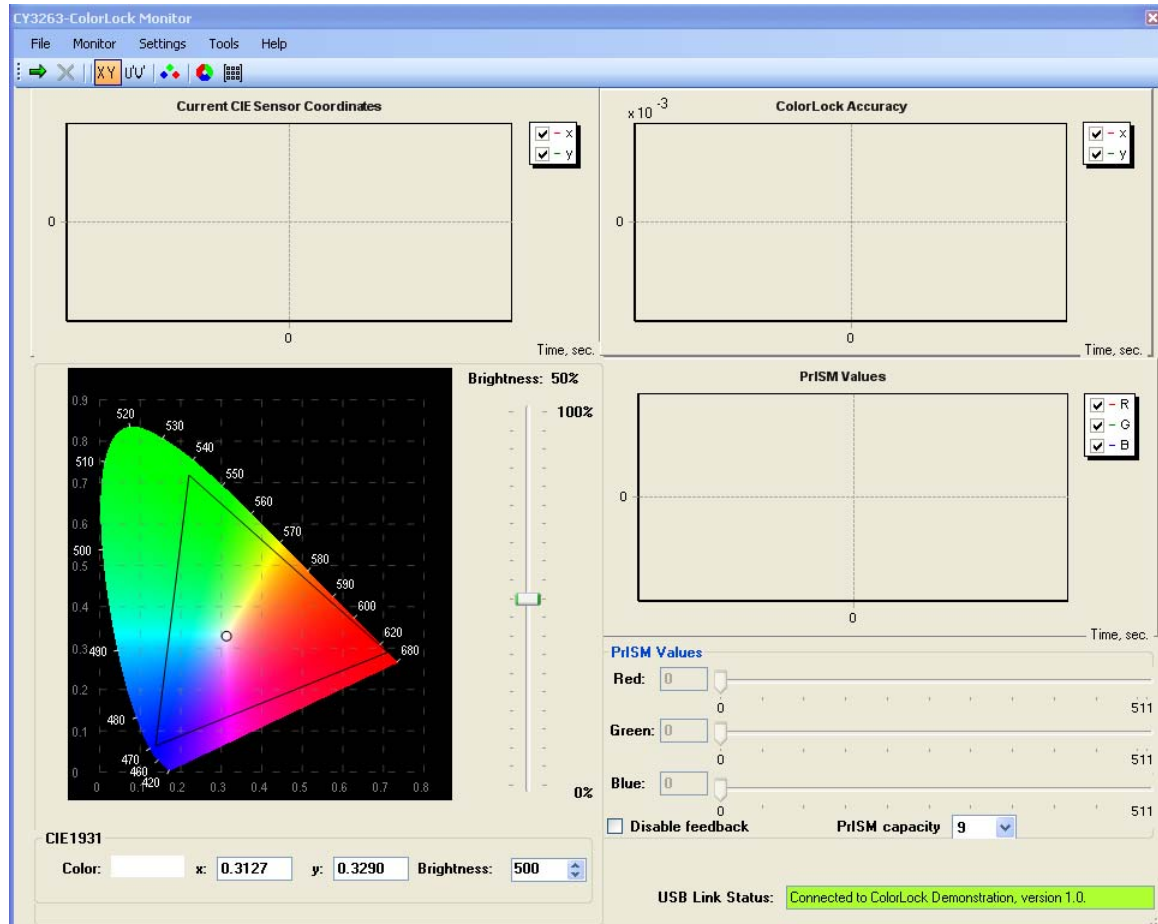 CY3263-ColorLock Monitor
File Monitor Settings Tools Help
XY U'V'
Current CIE Sensor Coordinates
x
y
0
0
Time, sec.
x 10 -3
ColorLock Accuracy
x
y
0
0
Time, sec.
Brightness: 50%
100%
0%
0.9
0.8
0.7
0.6
0.5
0.4
0.3
0.2
0.1
0
0 0.1 0.2 0.3 0.4 0.5 0.6 0.7 0.8
520
530
540
510
550
560
570
500
580
590
600
620
490
680
480
470
460
420
PrISM Values
R
G
B
0
0
Time, sec.
PrISM Values
Red: 0
0 511
Green: 0
0 511
Blue: 0
0 511
Disable feedback PrISM capacity 9
CIE1931
Color: x: 0.3127 y: 0.3290 Brightness: 500
USB Link Status: Connected to ColorLock Demonstration, version 1.0.